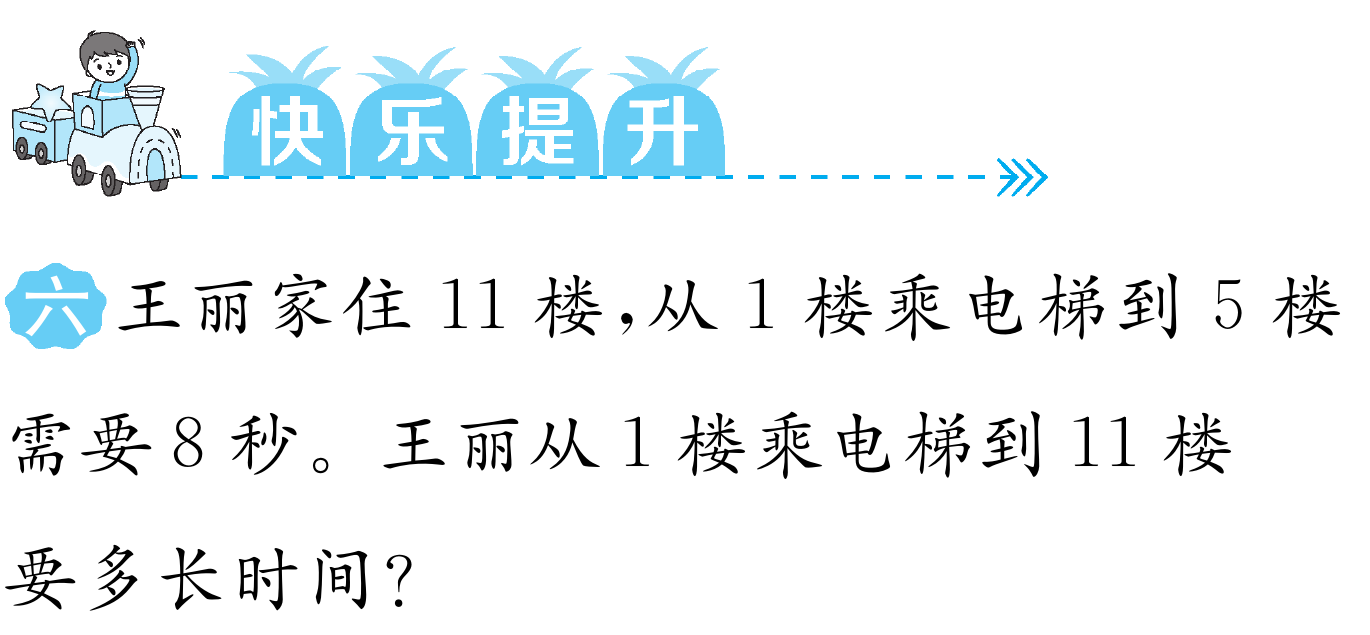 快乐提升
六 王丽家住 11 楼,从 1 楼乘电梯到 5 楼
需要 8 秒。王丽从 1 楼乘电梯到 11 楼
要多长时间?